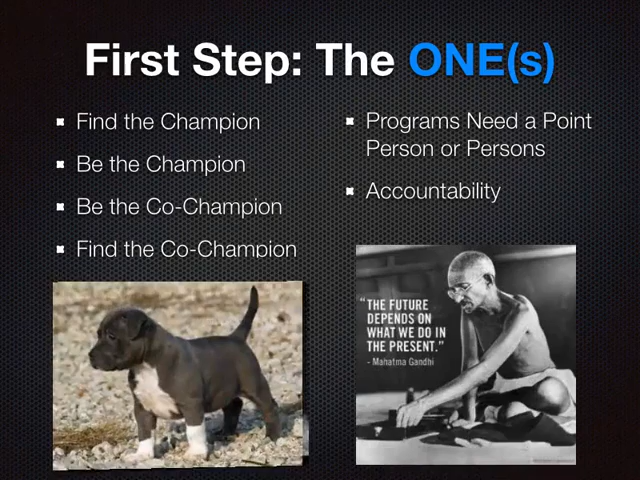 First Step: The ONE(s)
Find the Champion
Be the Champion
Be the Co-Champion
Find the Co-Champion
Programs Need a Point
Person or Persons
Accountability
“THE FUTURE
DEPENDS ON
WHAT WE DO IN
THE PRESENT.”
- Mahatma Gandhi